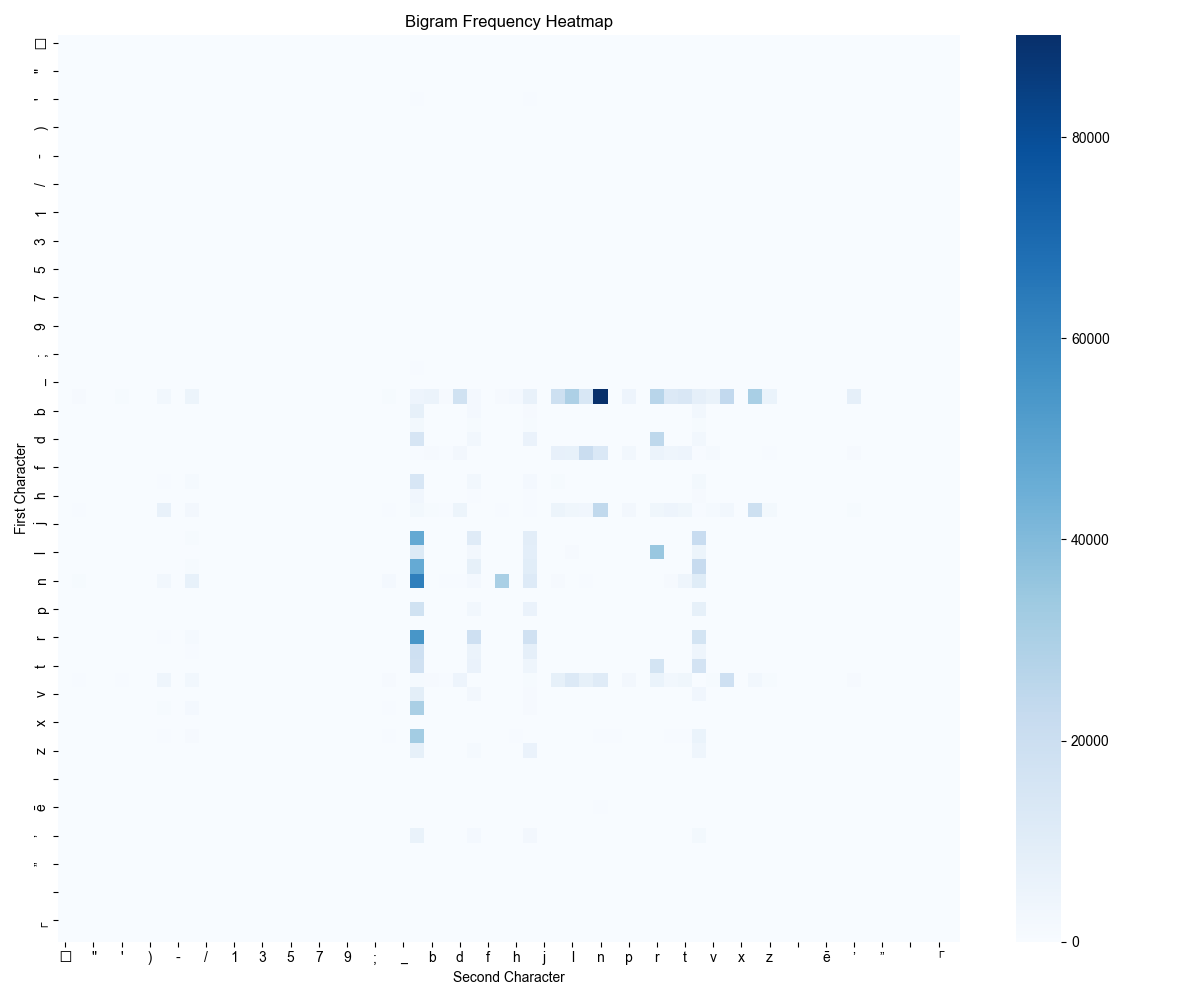 Bigram Frequency Heatmap
First Character
□
"
'
)
-
/
1
3
5
7
9
;
_
b
d
f
h
j
l
n
p
r
t
v
x
z
ē
’
”
┌
80000
60000
40000
20000
0
□ " ' ) - / 1 3 5 7 9 ; _ b d f h j l n p r t v x z ē ’ ” ┌
Second Character